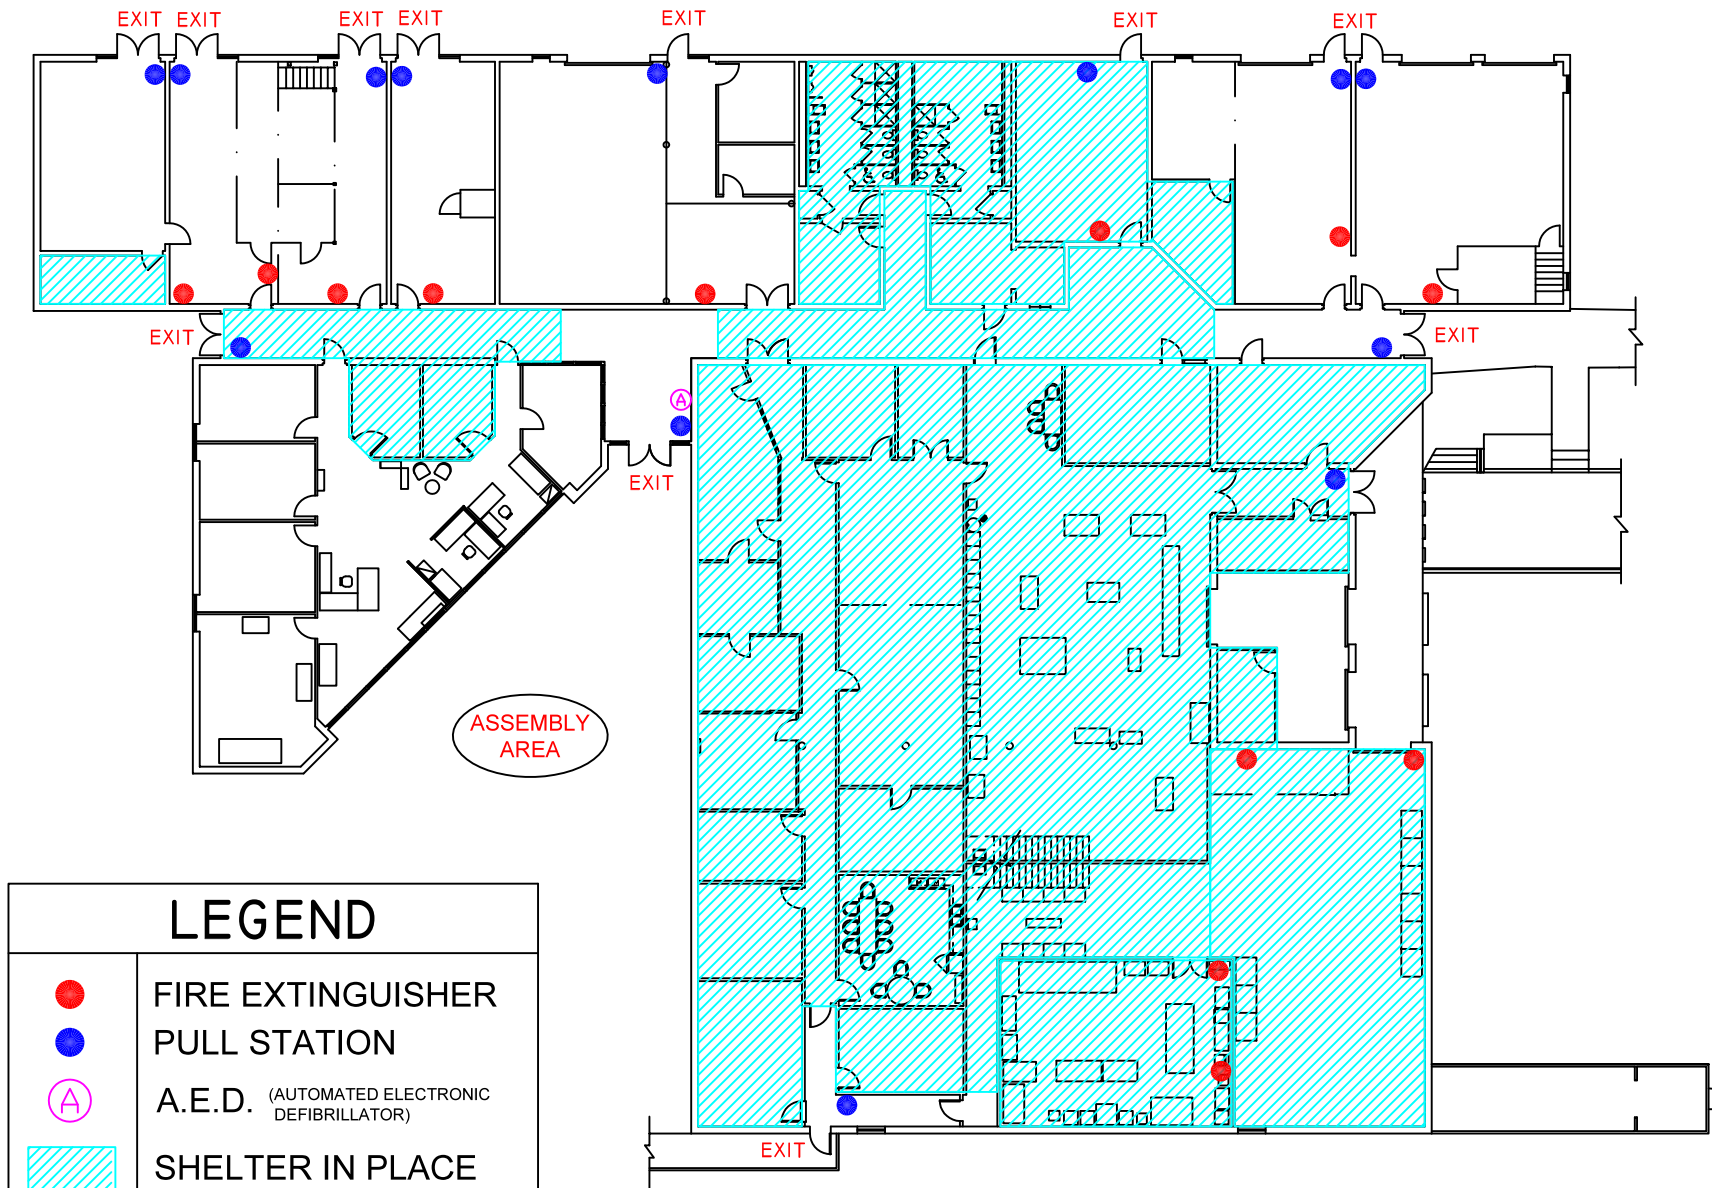 EXIT EXIT EXIT EXIT EXIT EXIT EXIT
EXIT
EXIT
A
EXIT
ASSEMBLY
AREA
LEGEND
FIRE EXTINGUISHER
PULL STATION
A A.E.D. (AUTOMATED ELECTRONIC
DEFIBRILLATOR)
SHELTER IN PLACE
EXIT